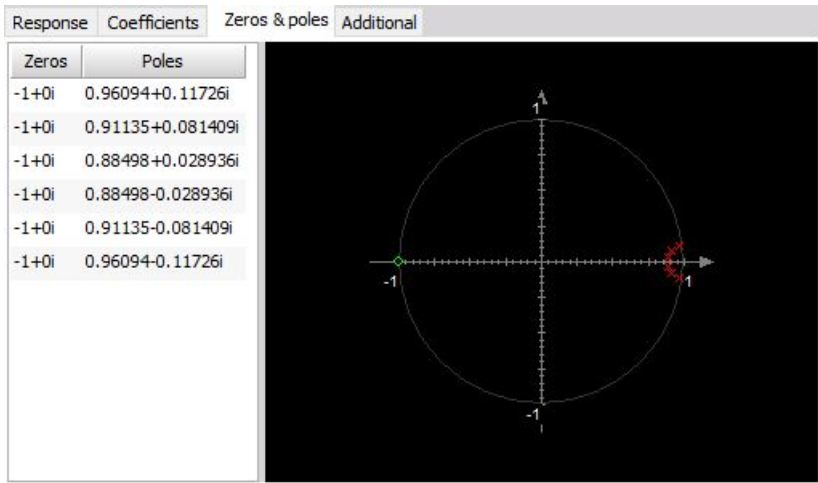 Response Coefficients Zeros & poles Additional
Zeros Poles
-1+0i 0.96094+0.11726i
-1+0i 0.91135+0.081409i
-1+0i 0.88498+0.028936i
-1+0i 0.88498-0.028936i
-1+0i 0.91135-0.081409i
-1+0i 0.96094-0.11726i
1
-1 1
-1